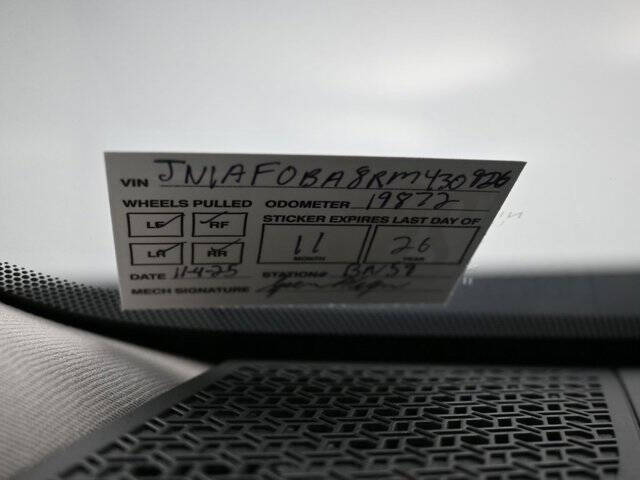 VIN JN1AF0BA8RM430926
WHEELS PULLED ODOMETER 19872
LF RF STICKER EXPIRES LAST DAY OF
LR RR 11 MONTH 26 YEAR
DATE 11-4-25 STATION# BN59
MECH SIGNATURE